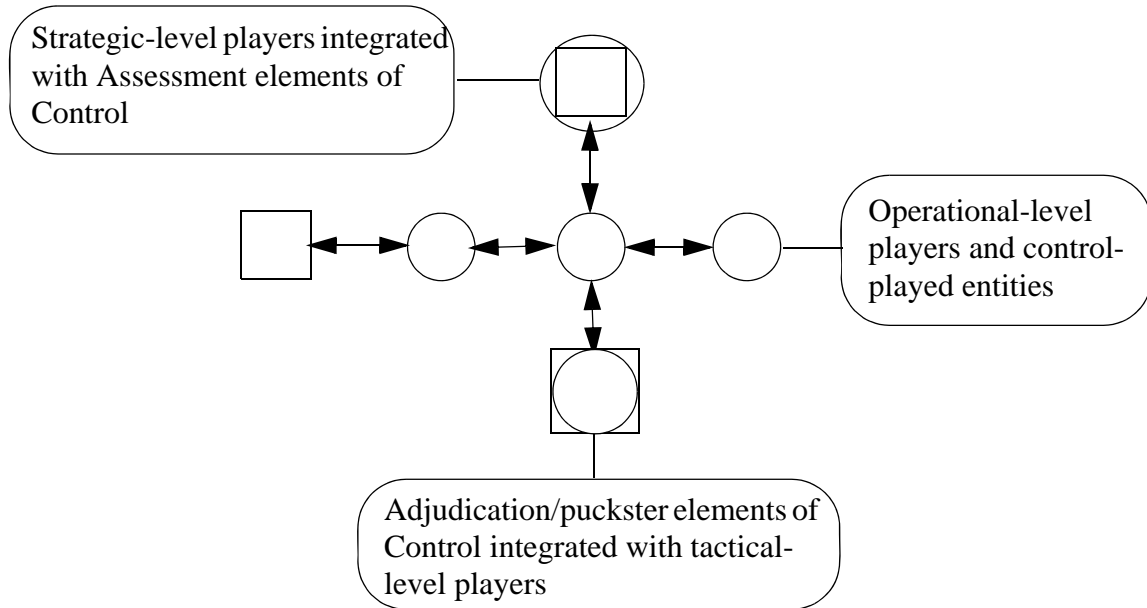 Strategic-level players integrated
with Assessment elements of
Control
Operational-level
players and control-
played entities
Adjudication/puckster elements of
Control integrated with tactical-
level players